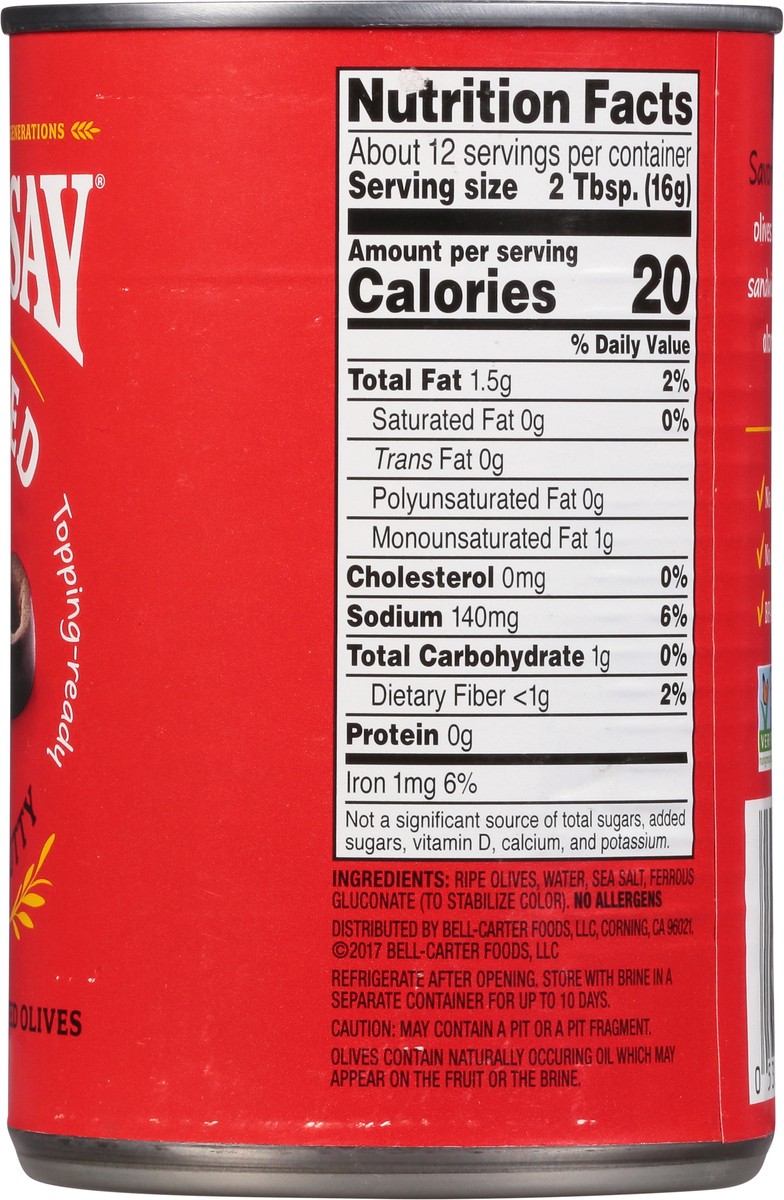 GENERATIONS
SAY®
ED
Topping-ready
TTY
ED OLIVES
Nutrition Facts
About 12 servings per container
Serving size 2 Tbsp. (16g)
Amount per serving
Calories 20
% Daily Value
Total Fat 1.5g 2%
Saturated Fat 0g 0%
Trans Fat 0g
Polyunsaturated Fat 0g
Monounsaturated Fat 1g
Cholesterol 0mg 0%
Sodium 140mg 6%
Total Carbohydrate 1g 0%
Dietary Fiber <1g 2%
Protein 0g
Iron 1mg 6%
Not a significant source of total sugars, added
sugars, vitamin D, calcium, and potassium.
INGREDIENTS: RIPE OLIVES, WATER, SEA SALT, FERROUS
GLUCONATE (TO STABILIZE COLOR). NO ALLERGENS
DISTRIBUTED BY BELL-CARTER FOODS, LLC, CORNING, CA 96021.
©2017 BELL-CARTER FOODS, LLC
REFRIGERATE AFTER OPENING. STORE WITH BRINE IN A
SEPARATE CONTAINER FOR UP TO 10 DAYS.
CAUTION: MAY CONTAIN A PIT OR A PIT FRAGMENT.
OLIVES CONTAIN NATURALLY OCCURING OIL WHICH MAY
APPEAR ON THE FRUIT OR THE BRINE.
olives